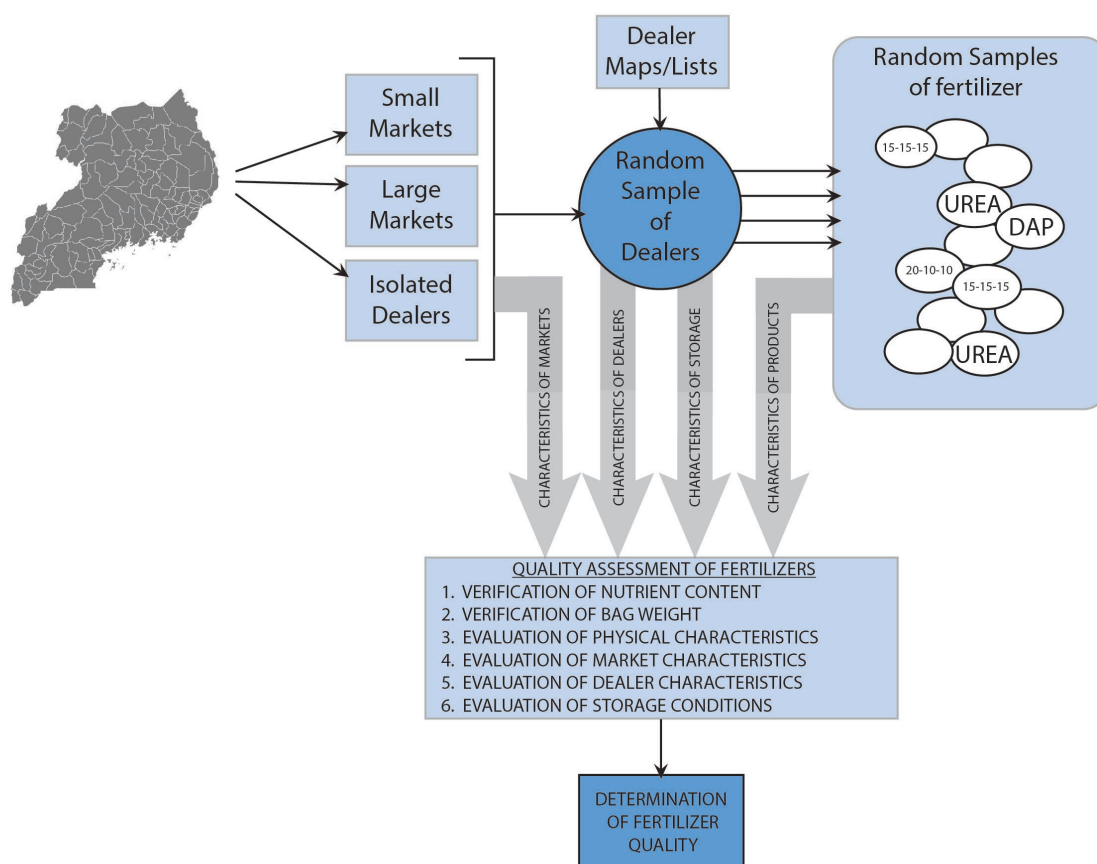 Small
Markets
Large
Markets
Isolated
Dealers
Dealer
Maps/Lists
Random
Sample
of
Dealers
Random Samples
of fertilizer
15-15-15
UREA
DAP
20-10-10
15-15-15
UREA
CHARACTERISTICS OF MARKETS
CHARACTERISTICS OF DEALERS
CHARACTERISTICS OF STORAGE
CHARACTERISTICS OF PRODUCTS
QUALITY ASSESSMENT OF FERTILIZERS
1. VERIFICATION OF NUTRIENT CONTENT
2. VERIFICATION OF BAG WEIGHT
3. EVALUATION OF PHYSICAL CHARACTERISTICS
4. EVALUATION OF MARKET CHARACTERISTICS
5. EVALUATION OF DEALER CHARACTERISTICS
6. EVALUATION OF STORAGE CONDITIONS
DETERMINATION
OF FERTILIZER
QUALITY